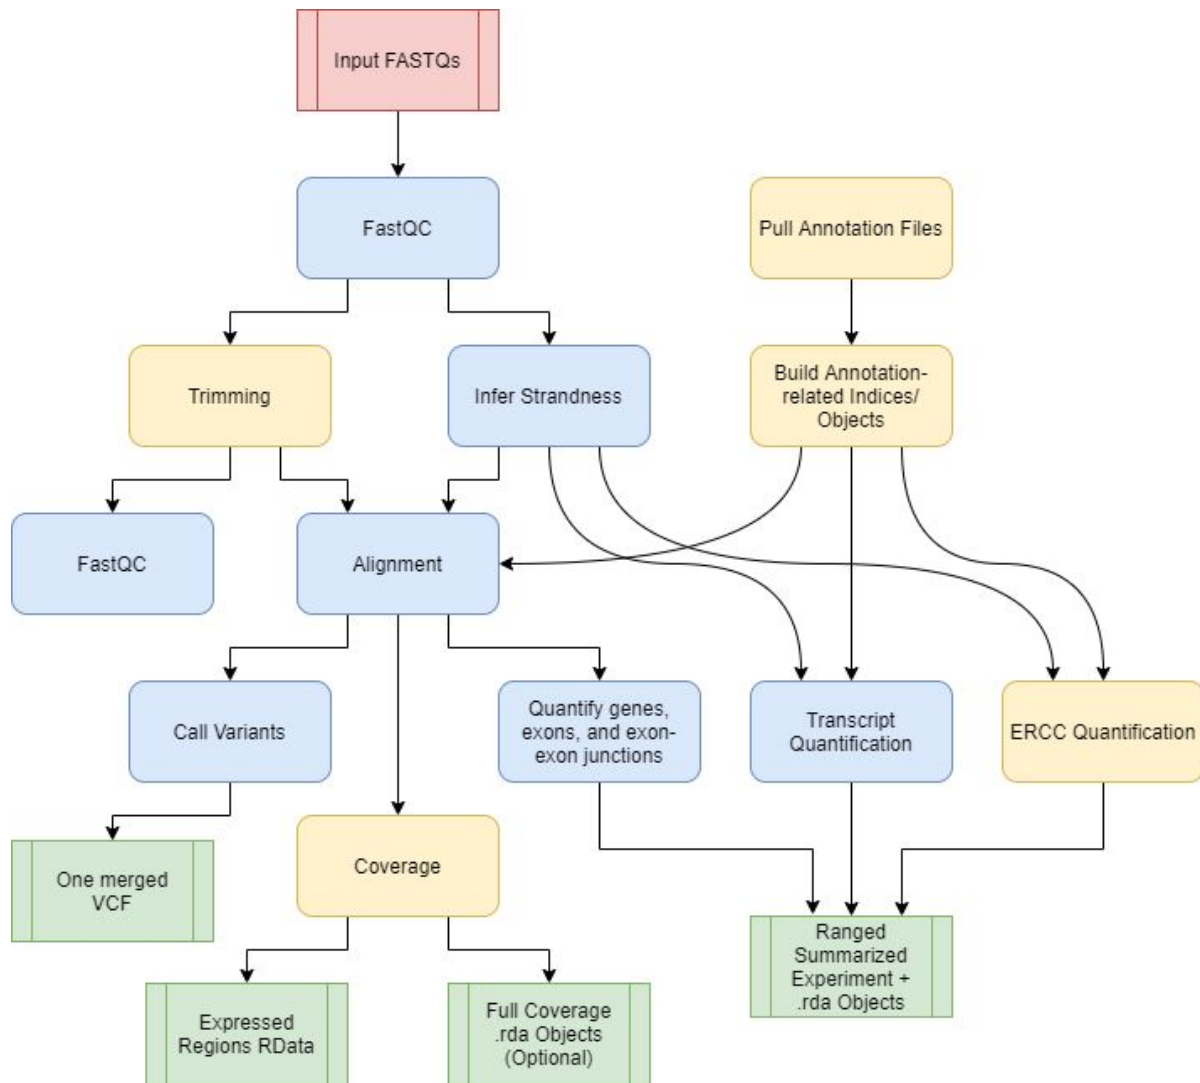 Input FASTQs
FastQC
Pull Annotation Files
Trimming
Infer Strandness
Build Annotation-
related Indices/
Objects
FastQC
Alignment
Call Variants
Quantify genes,
exons, and exon-
exon junctions
Transcript
Quantification
ERCC Quantification
One merged
VCF
Coverage
Ranged
Summarized
Experiment +
.rda Objects
Expressed
Regions RData
Full Coverage
.rda Objects
(Optional)